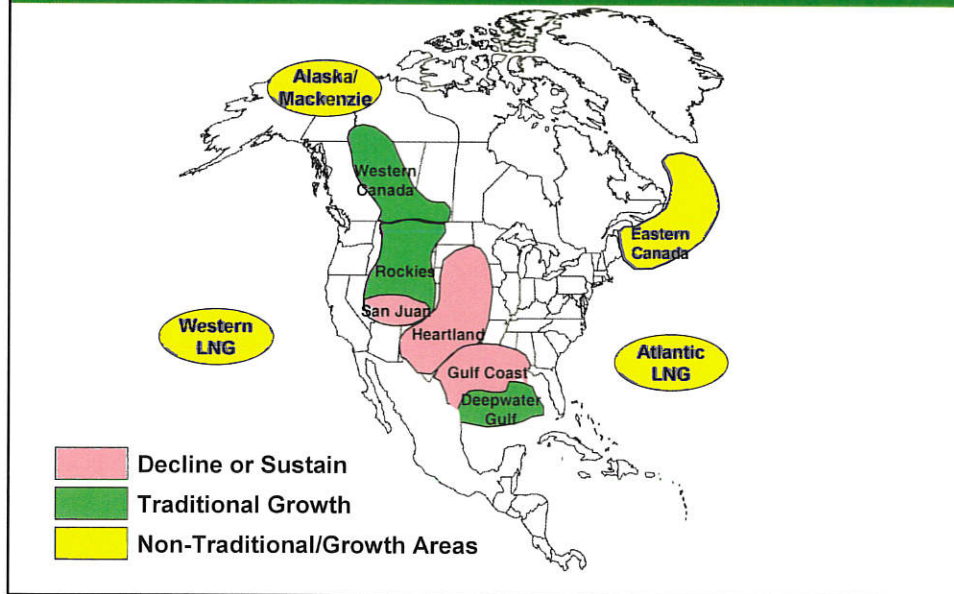 Alaska/
Mackenzie
Western
Canada
Eastern
Canada
Rockies
San Juan
Western
LNG
Heartland
Atlantic
LNG
Gulf Coast
Deepwater
Gulf
Decline or Sustain
Traditional Growth
Non-Traditional/Growth Areas